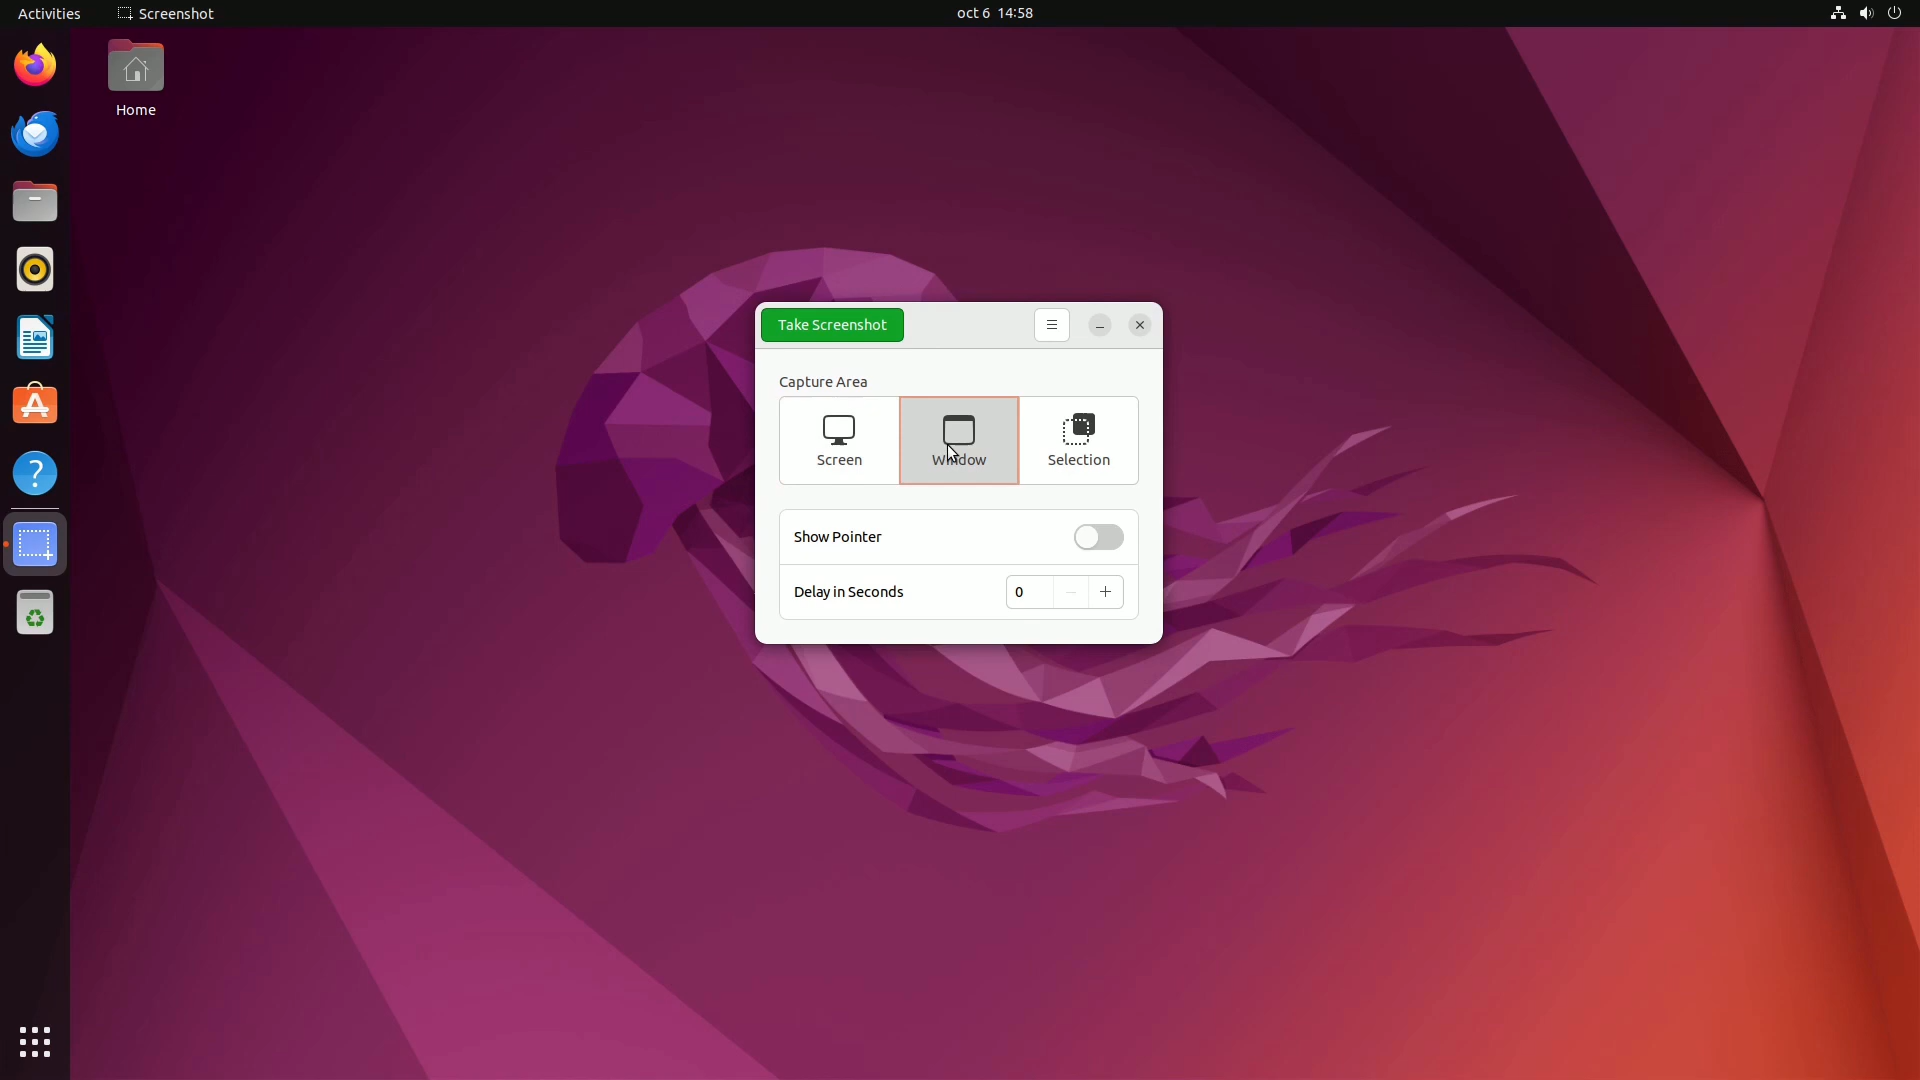 Activities Screenshot oct 6 14:58
Home
Take Screenshot
Capture Area
Screen Window Selection
Show Pointer
Delay in Seconds 0